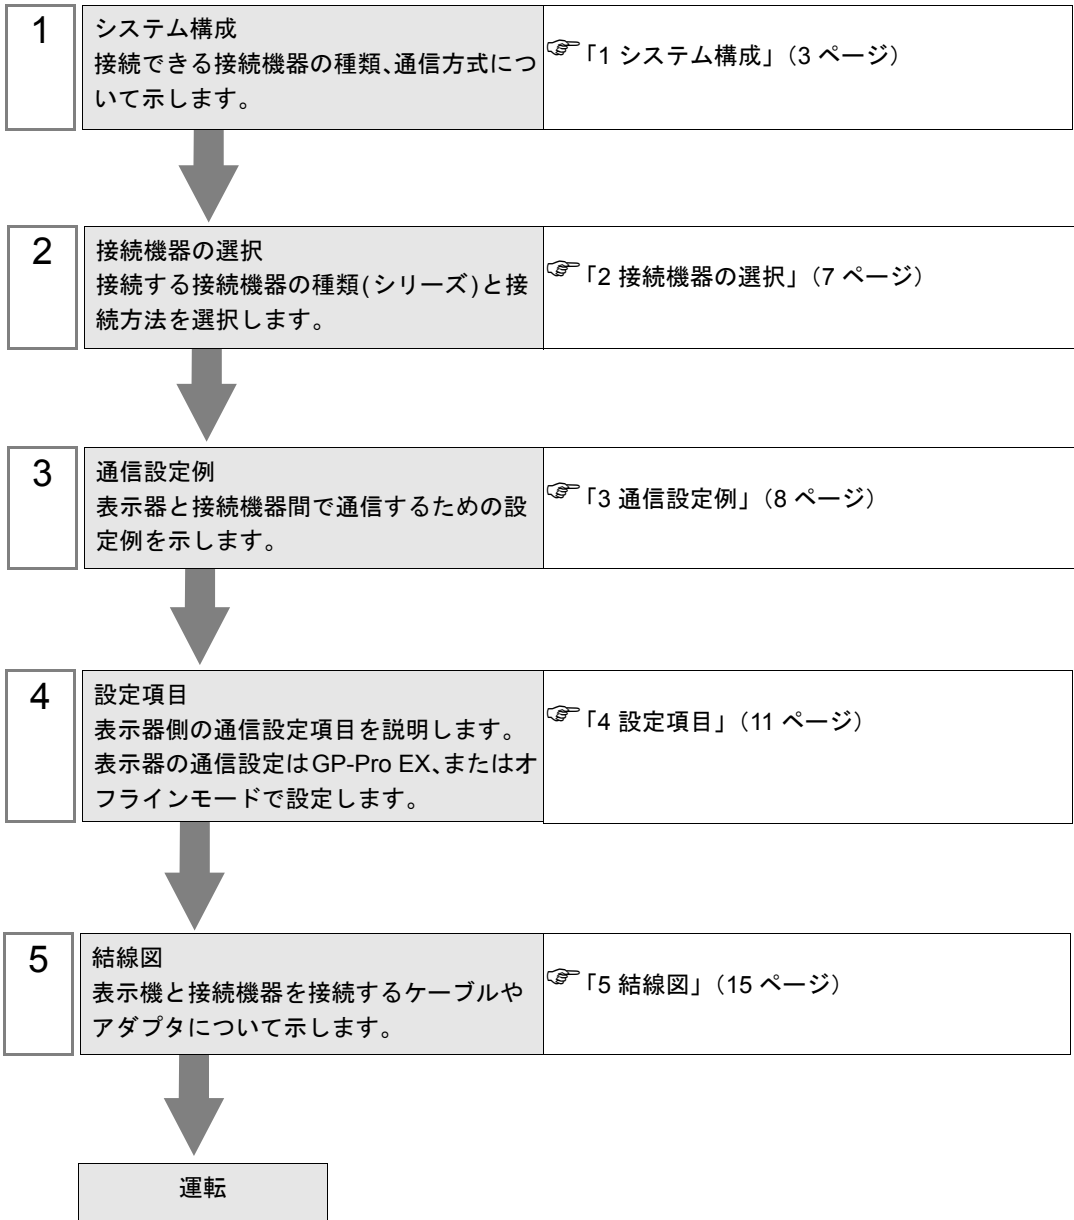 1
システム構成
接続できる接続機器の種類、通信方式につ
いて示します。
☞「1 システム構成」（3 ページ）
2
接続機器の選択
接続する接続機器の種類(シリーズ)と接
続方法を選択します。
☞「2 接続機器の選択」（7 ページ）
3
通信設定例
表示器と接続機器間で通信するための設
定例を示します。
☞「3 通信設定例」（8 ページ）
4
設定項目
表示器側の通信設定項目を説明します。
表示器の通信設定はGP-Pro EX、またはオ
フラインモードで設定します。
☞「4 設定項目」（11 ページ）
5
結線図
表示機と接続機器を接続するケーブルや
アダプタについて示します。
☞「5 結線図」（15 ページ）
運転